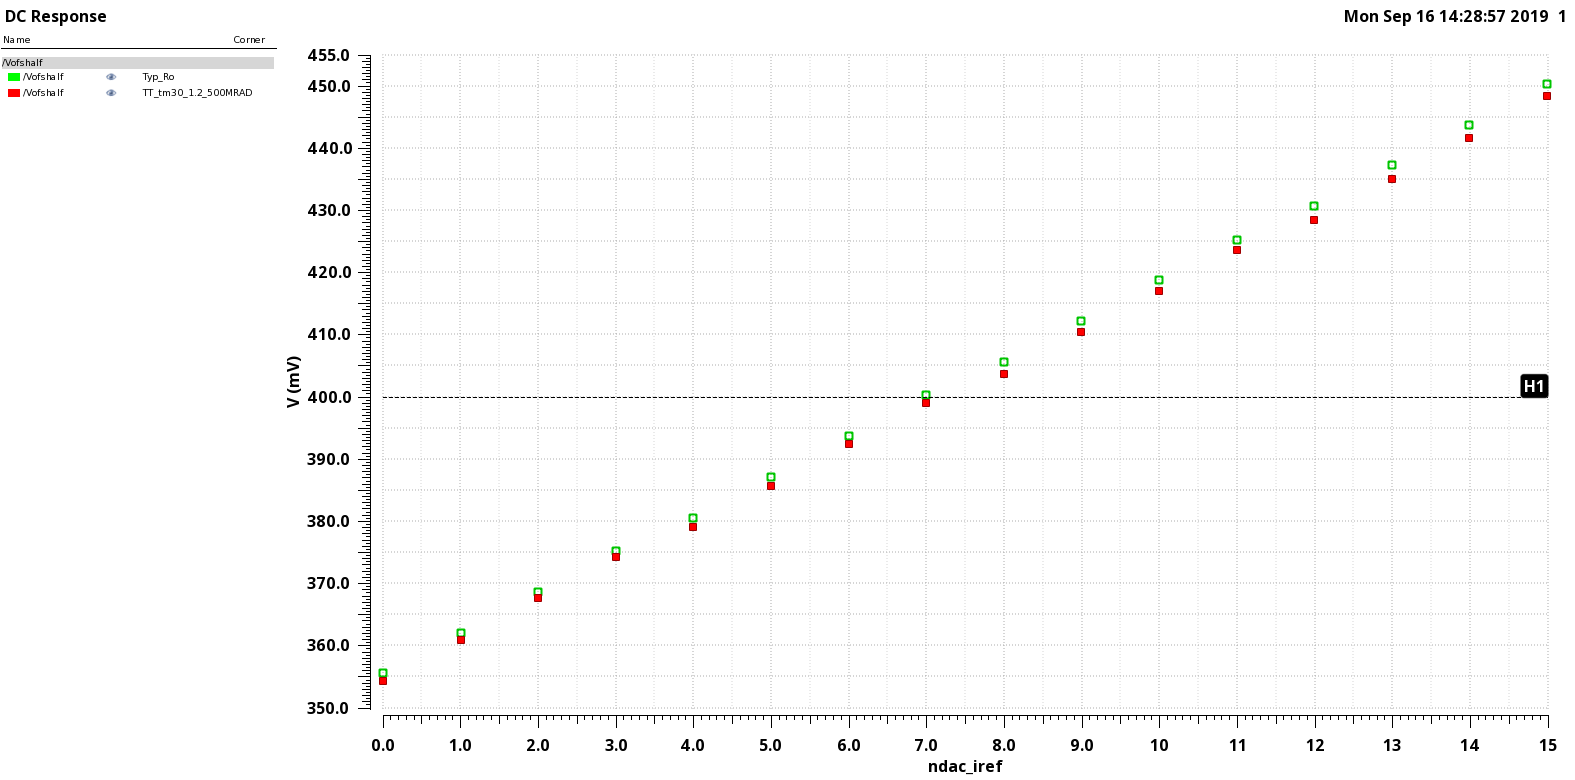 DC Response
Mon Sep 16 14:28:57 2019 1
Name Corner
/Vofshalf
/Vofshalf Typ_Ro
/Vofshalf TT_tm30_1.2_500MRAD
455.0
450.0
440.0
430.0
420.0
410.0
400.0
390.0
380.0
370.0
360.0
350.0
V (mV)
H1
0.0 1.0 2.0 3.0 4.0 5.0 6.0 7.0 8.0 9.0 10 11 12 13 14 15
ndac_iref